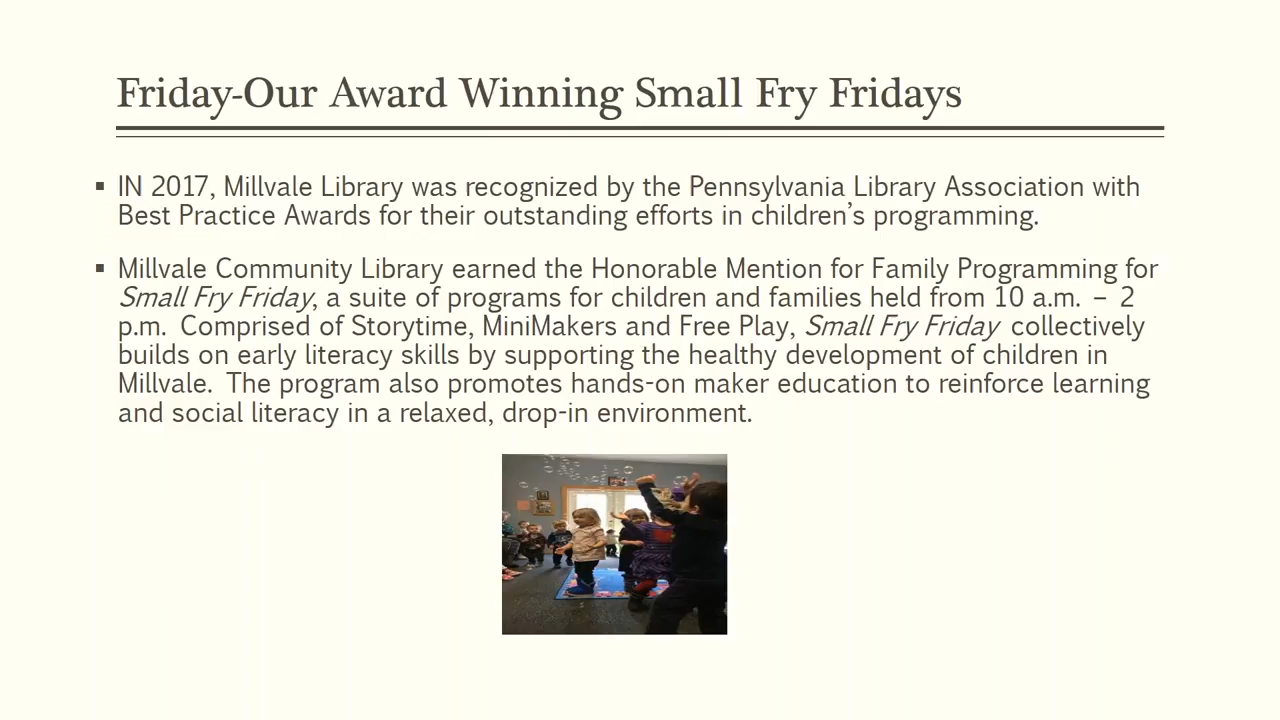 Friday-Our Award Winning Small Fry Fridays
▪ IN 2017, Millvale Library was recognized by the Pennsylvania Library Association with
Best Practice Awards for their outstanding efforts in children’s programming.
▪ Millvale Community Library earned the Honorable Mention for Family Programming for
Small Fry Friday, a suite of programs for children and families held from 10 a.m. – 2
p.m. Comprised of Storytime, MiniMakers and Free Play, Small Fry Friday collectively
builds on early literacy skills by supporting the healthy development of children in
Millvale. The program also promotes hands-on maker education to reinforce learning
and social literacy in a relaxed, drop-in environment.